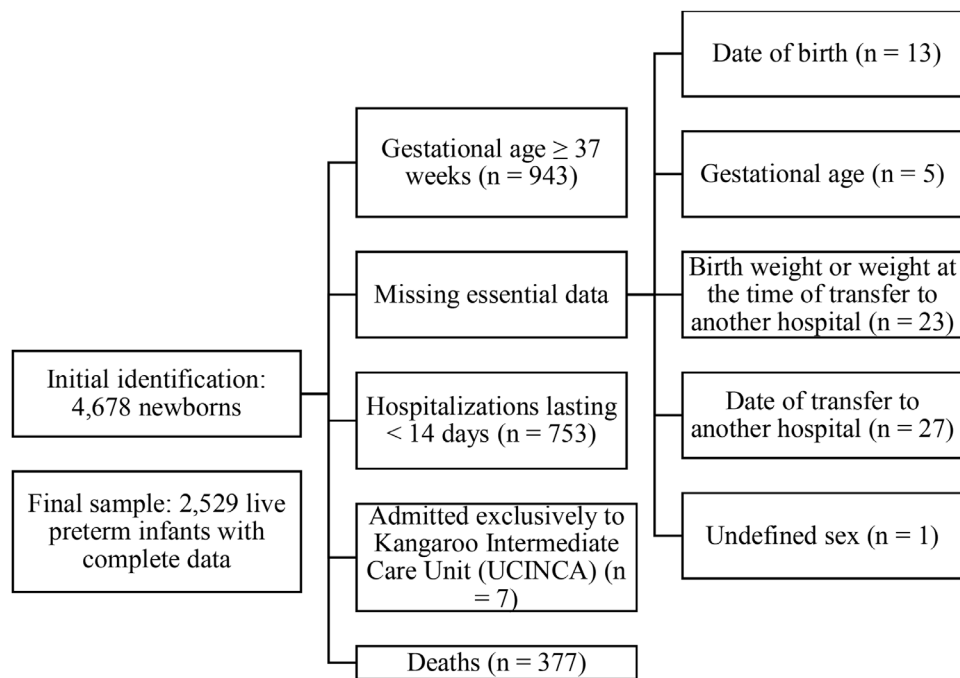 Initial identification:
4,678 newborns
Final sample: 2,529 live
preterm infants with
complete data
Gestational age ≥ 37
weeks (n = 943)
Missing essential data
Hospitalizations lasting
< 14 days (n = 753)
Admitted exclusively to
Kangaroo Intermediate
Care Unit (UCINCA) (n
= 7)
Deaths (n = 377)
Date of birth (n = 13)
Gestational age (n = 5)
Birth weight or weight at
the time of transfer to
another hospital (n = 23)
Date of transfer to
another hospital (n = 27)
Undefined sex (n = 1)